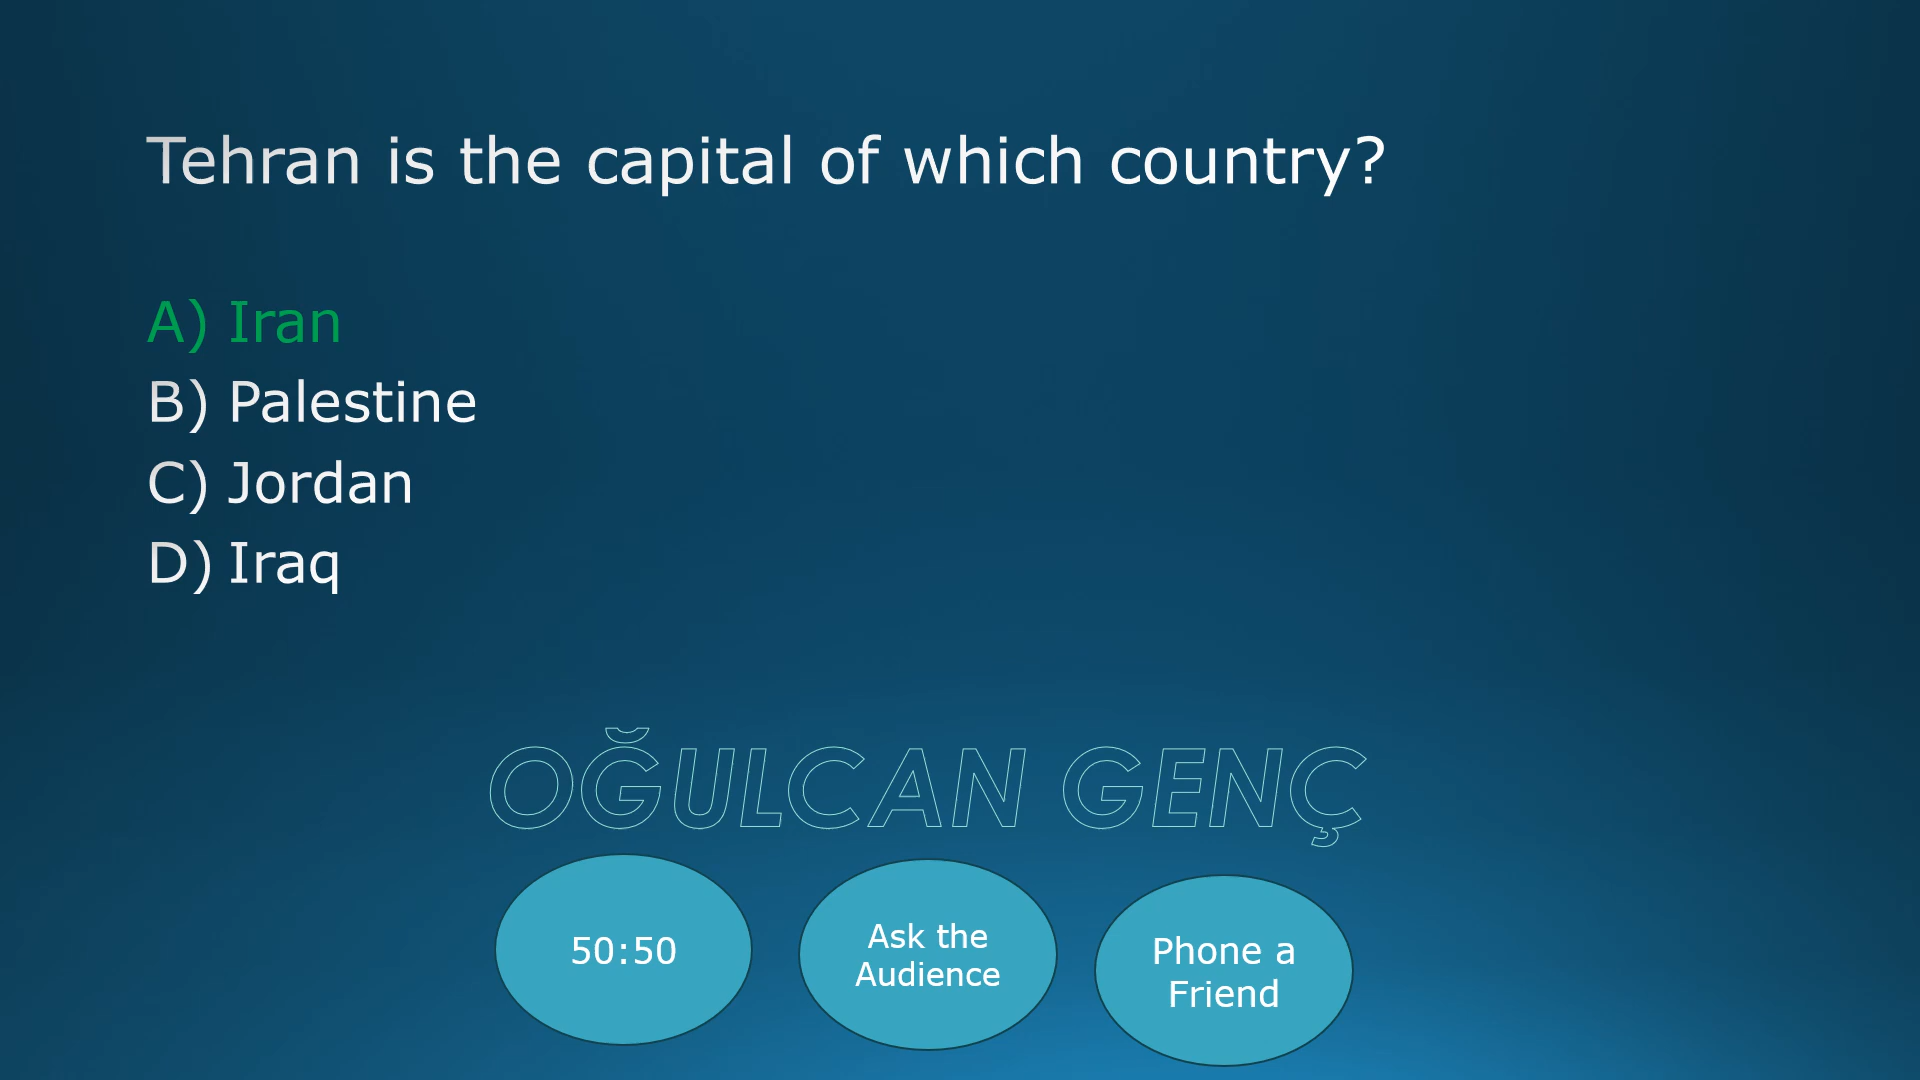 Tehran is the capital of which country?
A) Iran
B) Palestine
C) Jordan
D) Iraq
OĞULCAN GENÇ
50:50
Ask the
Audience
Phone a
Friend